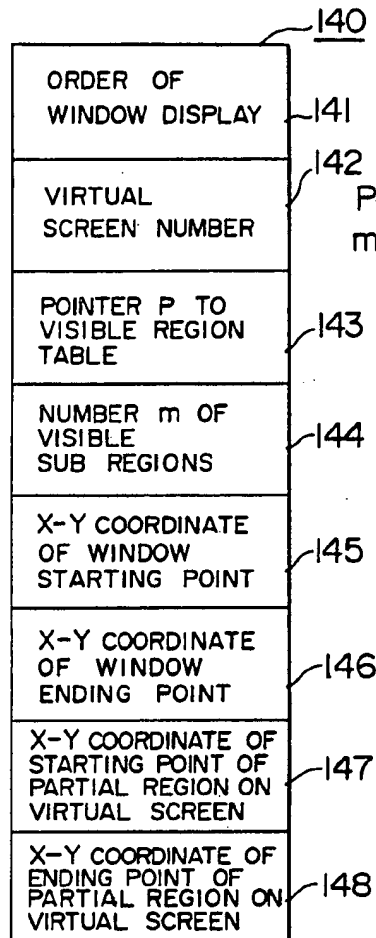 140
ORDER OF
WINDOW DISPLAY
141
142
VIRTUAL
SCREEN NUMBER
P
m
POINTER P TO
VISIBLE REGION
TABLE
143
NUMBER m OF
VISIBLE
SUB REGIONS
144
X-Y COORDINATE
OF WINDOW
STARTING POINT
145
X-Y COORDINATE
OF WINDOW
ENDING POINT
146
X-Y COORDINATE OF
STARTING POINT OF
PARTIAL REGION ON
VIRTUAL SCREEN
147
X-Y COORDINATE OF
ENDING POINT OF
PARTIAL REGION ON
VIRTUAL SCREEN
148